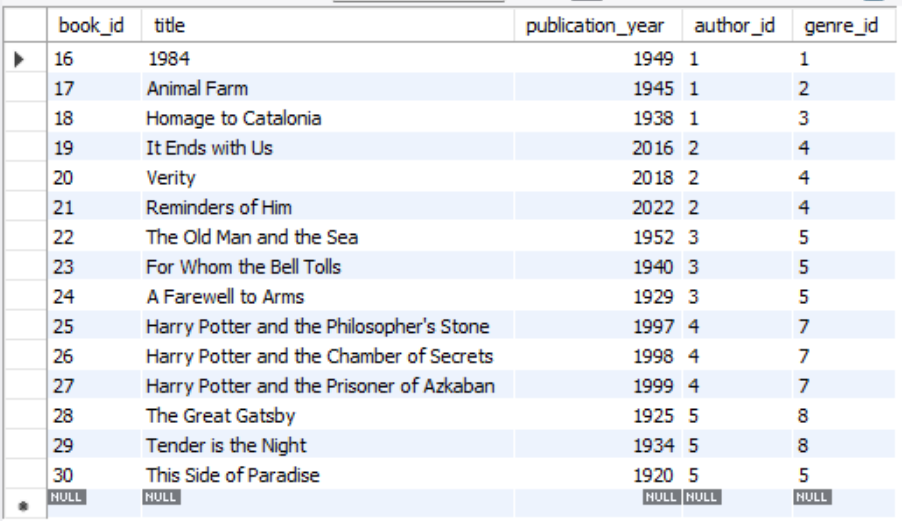 book_id title publication_year author_id genre_id
16 1984 1949 1 1
17 Animal Farm 1945 1 2
18 Homage to Catalonia 1938 1 3
19 It Ends with Us 2016 2 4
20 Verity 2018 2 4
21 Reminders of Him 2022 2 4
22 The Old Man and the Sea 1952 3 5
23 For Whom the Bell Tolls 1940 3 5
24 A Farewell to Arms 1929 3 5
25 Harry Potter and the Philosopher's Stone 1997 4 7
26 Harry Potter and the Chamber of Secrets 1998 4 7
27 Harry Potter and the Prisoner of Azkaban 1999 4 7
28 The Great Gatsby 1925 5 8
29 Tender is the Night 1934 5 8
30 This Side of Paradise 1920 5 5
NULL NULL NULL NULL NULL